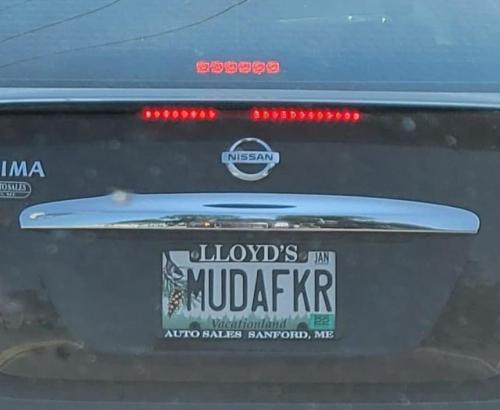 NISSAN
IMA
LLOYD'S
JAN
MUDAFKR
22
Vacationland
AUTO SALES SANFORD, ME